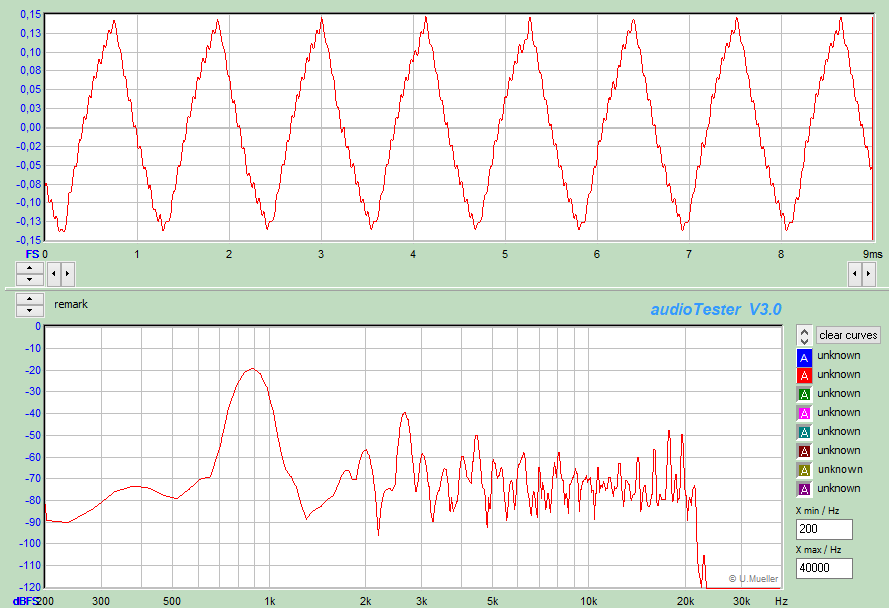 0,15
0,13
0,10
0,08
0,05
0,03
0,00
-0,02
-0,05
-0,08
-0,10
-0,13
-0,15
FS 0 1 2 3 4 5 6 7 8 9ms
remark
audioTester V3.0
0
-10
-20
-30
-40
-50
-60
-70
-80
-90
-100
-110
-120
dBFS 200 300 500 1k 2k 3k 5k 10k 20k 30k Hz
© U.Mueller
clear curves
A unknown
A unknown
A unknown
A unknown
A unknown
A unknown
A unknown
A unknown
X min / Hz
200
X max / Hz
40000